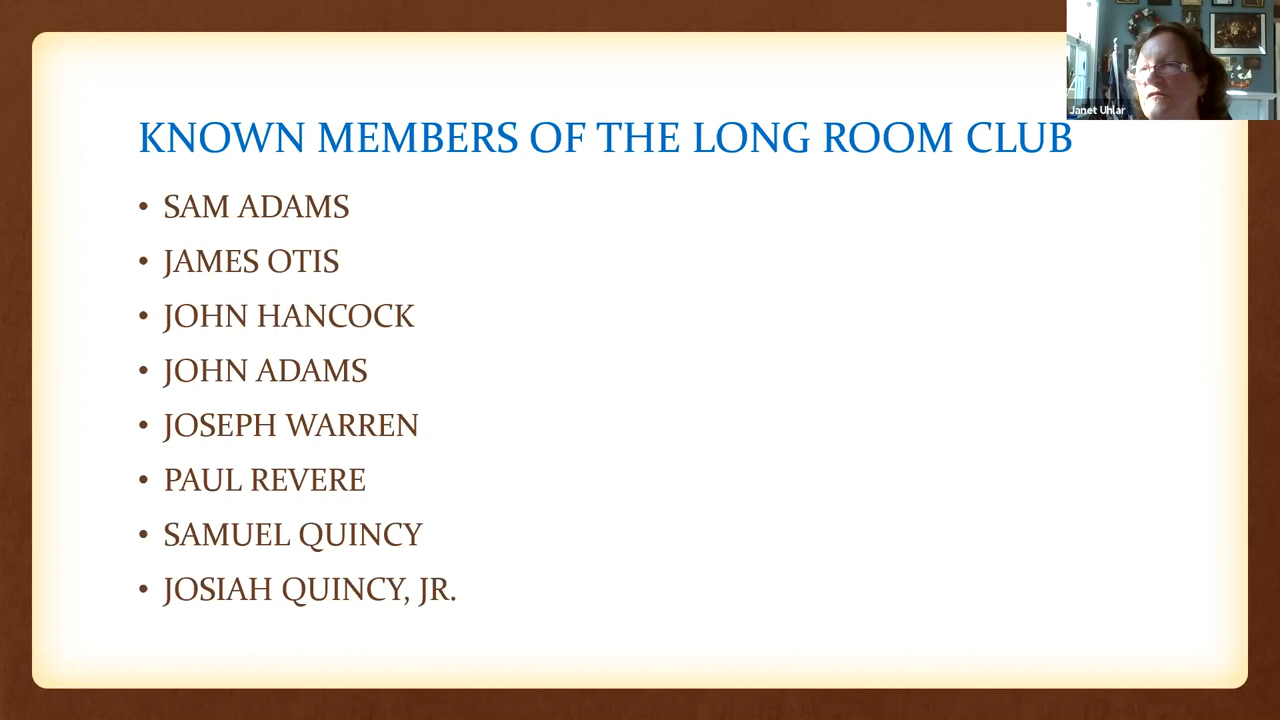 Janet Uhlar
KNOWN MEMBERS OF THE LONG ROOM CLUB
• SAM ADAMS
• JAMES OTIS
• JOHN HANCOCK
• JOHN ADAMS
• JOSEPH WARREN
• PAUL REVERE
• SAMUEL QUINCY
• JOSIAH QUINCY, JR.